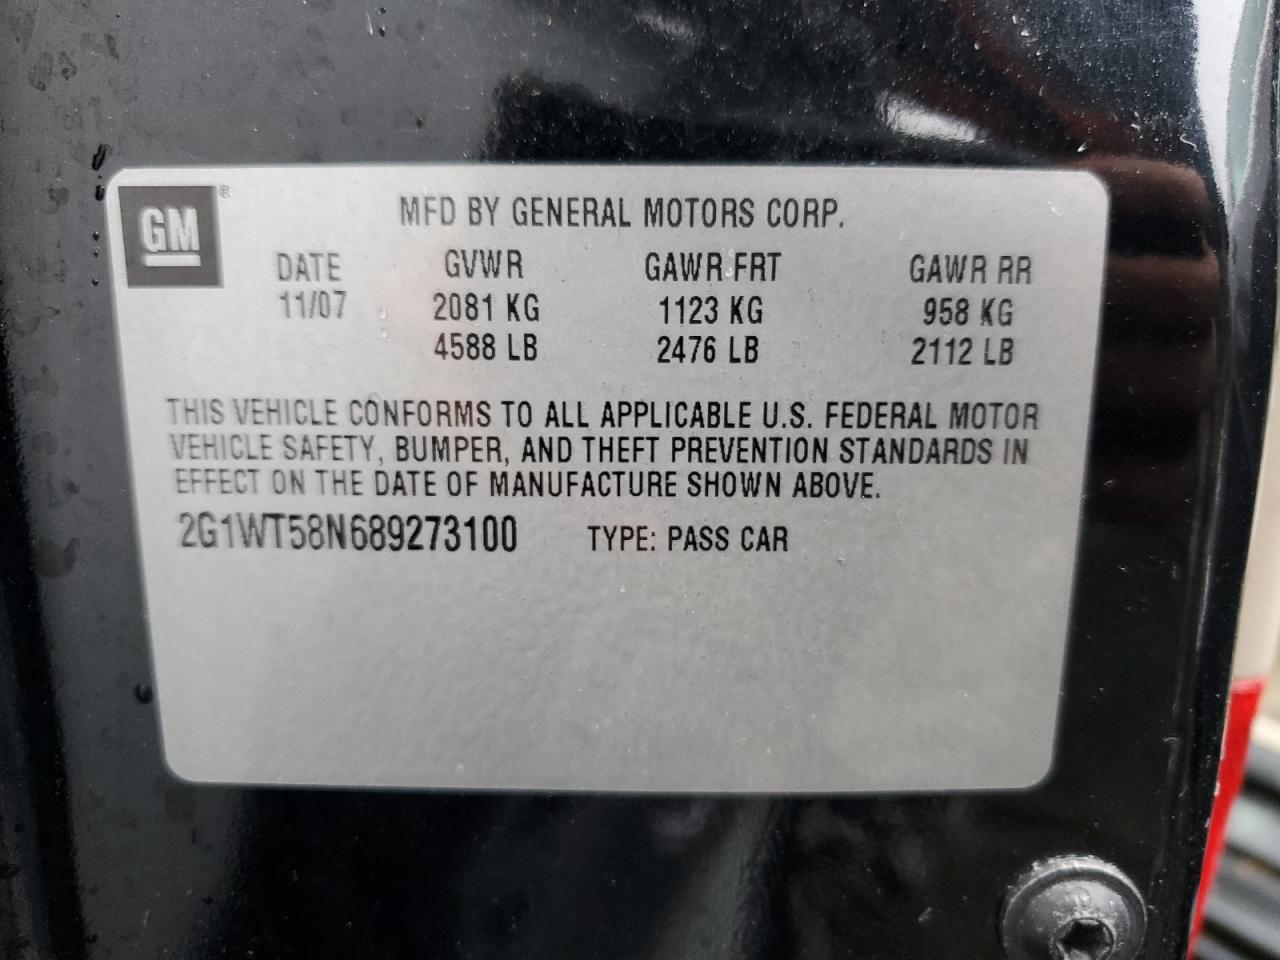 GM®
MFD BY GENERAL MOTORS CORP.
DATE GVWR GAWR FRT GAWR RR
11/07 2081 KG 1123 KG 958 KG
4588 LB 2476 LB 2112 LB
THIS VEHICLE CONFORMS TO ALL APPLICABLE U.S. FEDERAL MOTOR
VEHICLE SAFETY, BUMPER, AND THEFT PREVENTION STANDARDS IN
EFFECT ON THE DATE OF MANUFACTURE SHOWN ABOVE.
2G1WT58N689273100 TYPE: PASS CAR